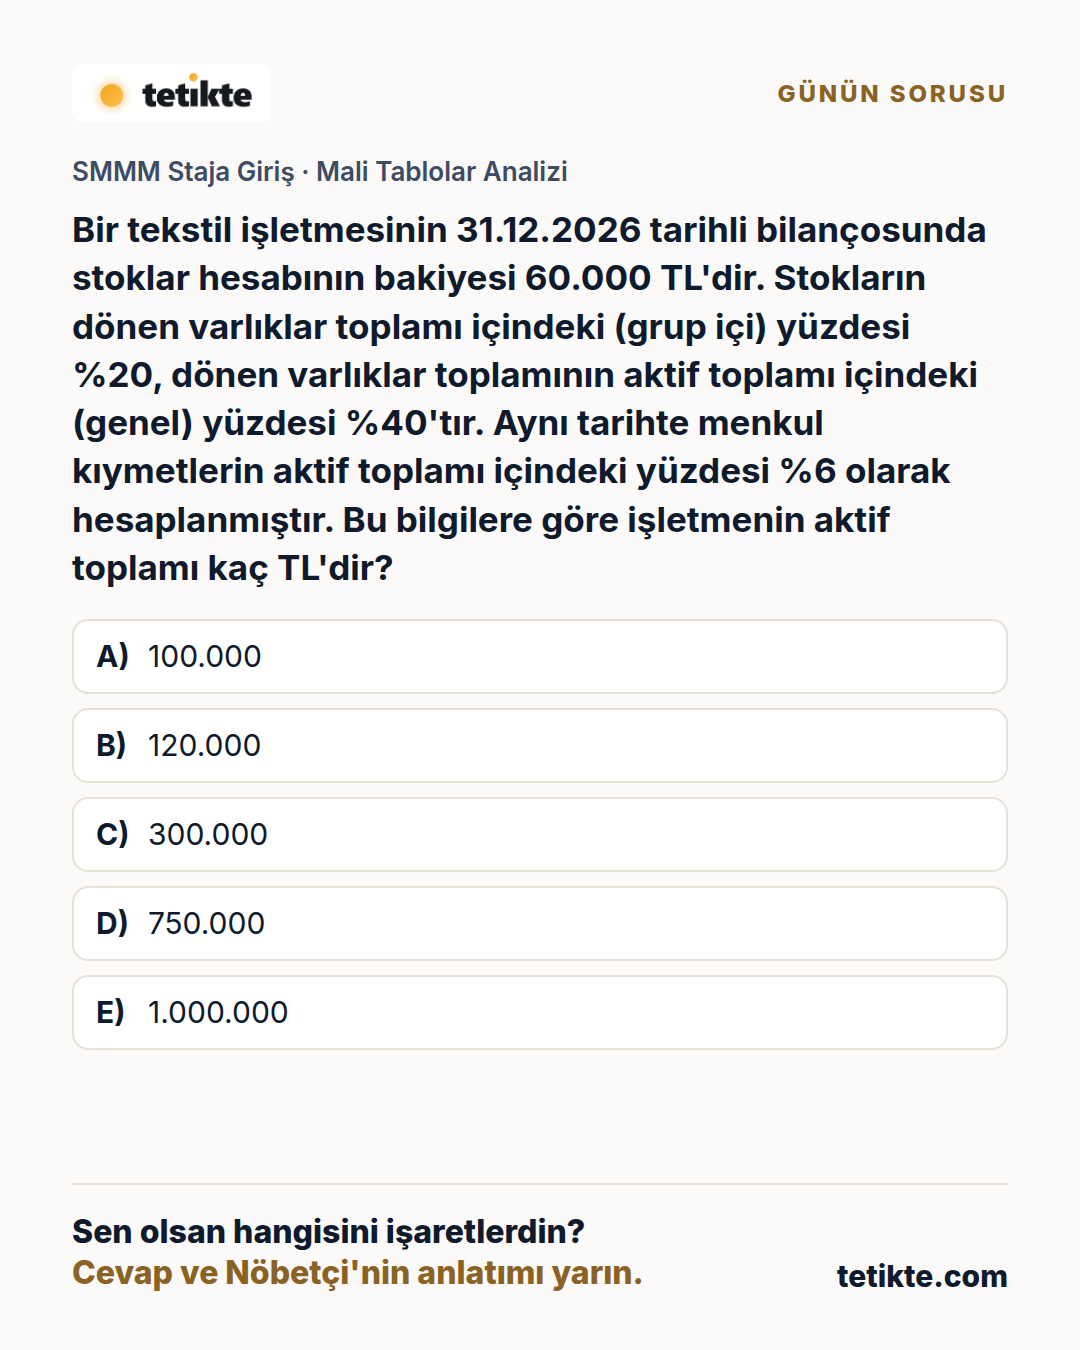 tetikte
GÜNÜN SORUSU
SMMM Staja Giriş · Mali Tablolar Analizi
Bir tekstil işletmesinin 31.12.2026 tarihli bilançosunda
stoklar hesabının bakiyesi 60.000 TL'dir. Stokların
dönen varlıklar toplamı içindeki (grup içi) yüzdesi
%20, dönen varlıklar toplamının aktif toplamı içindeki
(genel) yüzdesi %40'tır. Aynı tarihte menkul
kıymetlerin aktif toplamı içindeki yüzdesi %6 olarak
hesaplanmıştır. Bu bilgilere göre işletmenin aktif
toplamı kaç TL'dir?
A) 100.000
B) 120.000
C) 300.000
D) 750.000
E) 1.000.000
Sen olsan hangisini işaretlerdin?
Cevap ve Nöbetçi'nin anlatımı yarın.
tetikte.com